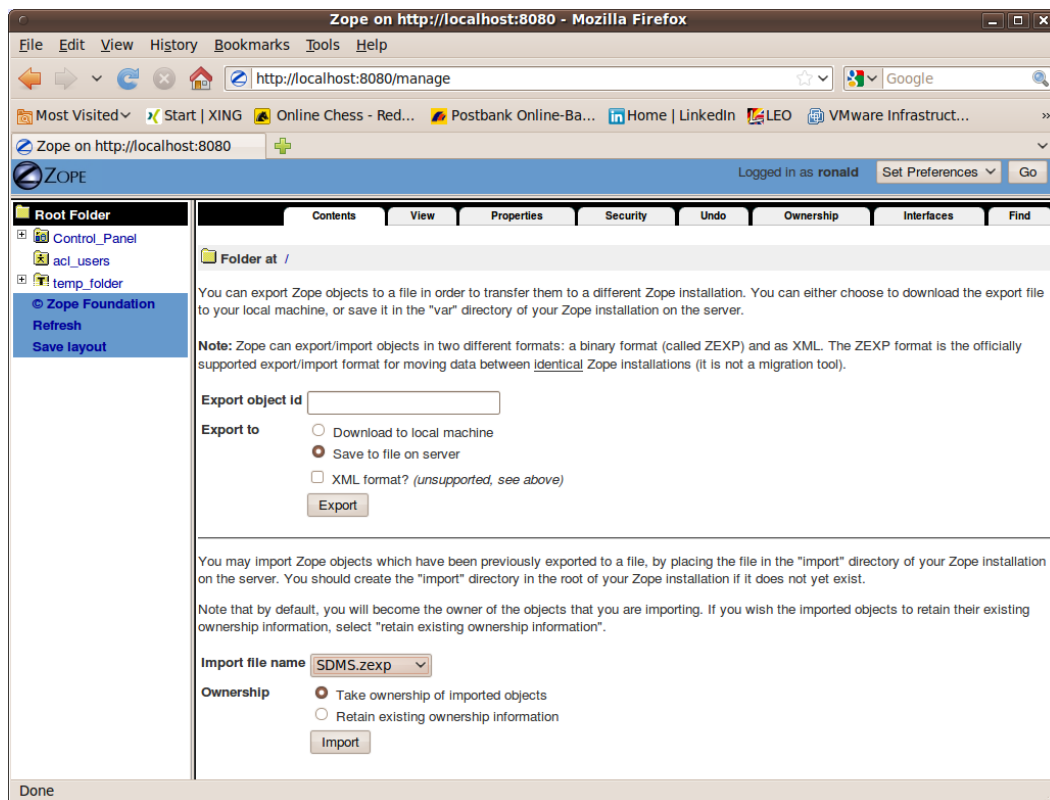 Zope on http://localhost:8080 - Mozilla Firefox
File Edit View History Bookmarks Tools Help
http://localhost:8080/manage
Google
Most Visited Start | XING Online Chess - Red... Postbank Online-Ba... Home | LinkedIn LEO VMware Infrastruct... »
Zope on http://localhost:8080
ZOPE
Logged in as ronald Set Preferences Go
Root Folder
Control_Panel
acl_users
temp_folder
© Zope Foundation
Refresh
Save layout
Contents View Properties Security Undo Ownership Interfaces Find
Folder at /
You can export Zope objects to a file in order to transfer them to a different Zope installation. You can either choose to download the export file
to your local machine, or save it in the "var" directory of your Zope installation on the server.
Note: Zope can export/import objects in two different formats: a binary format (called ZEXP) and as XML. The ZEXP format is the officially
supported export/import format for moving data between identical Zope installations (it is not a migration tool).
Export object id
Export to
Download to local machine
Save to file on server
XML format? (unsupported, see above)
Export
You may import Zope objects which have been previously exported to a file, by placing the file in the "import" directory of your Zope installation
on the server. You should create the "import" directory in the root of your Zope installation if it does not yet exist.
Note that by default, you will become the owner of the objects that you are importing. If you wish the imported objects to retain their existing
ownership information, select "retain existing ownership information".
Import file name SDMS.zexp
Ownership
Take ownership of imported objects
Retain existing ownership information
Import
Done